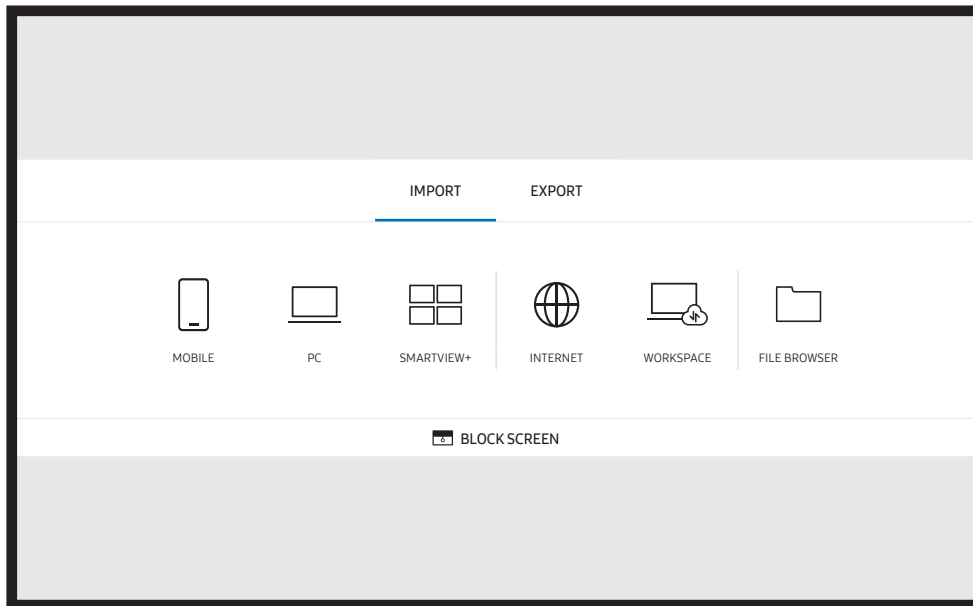 IMPORT EXPORT
MOBILE PC SMARTVIEW+ INTERNET WORKSPACE FILE BROWSER
BLOCK SCREEN